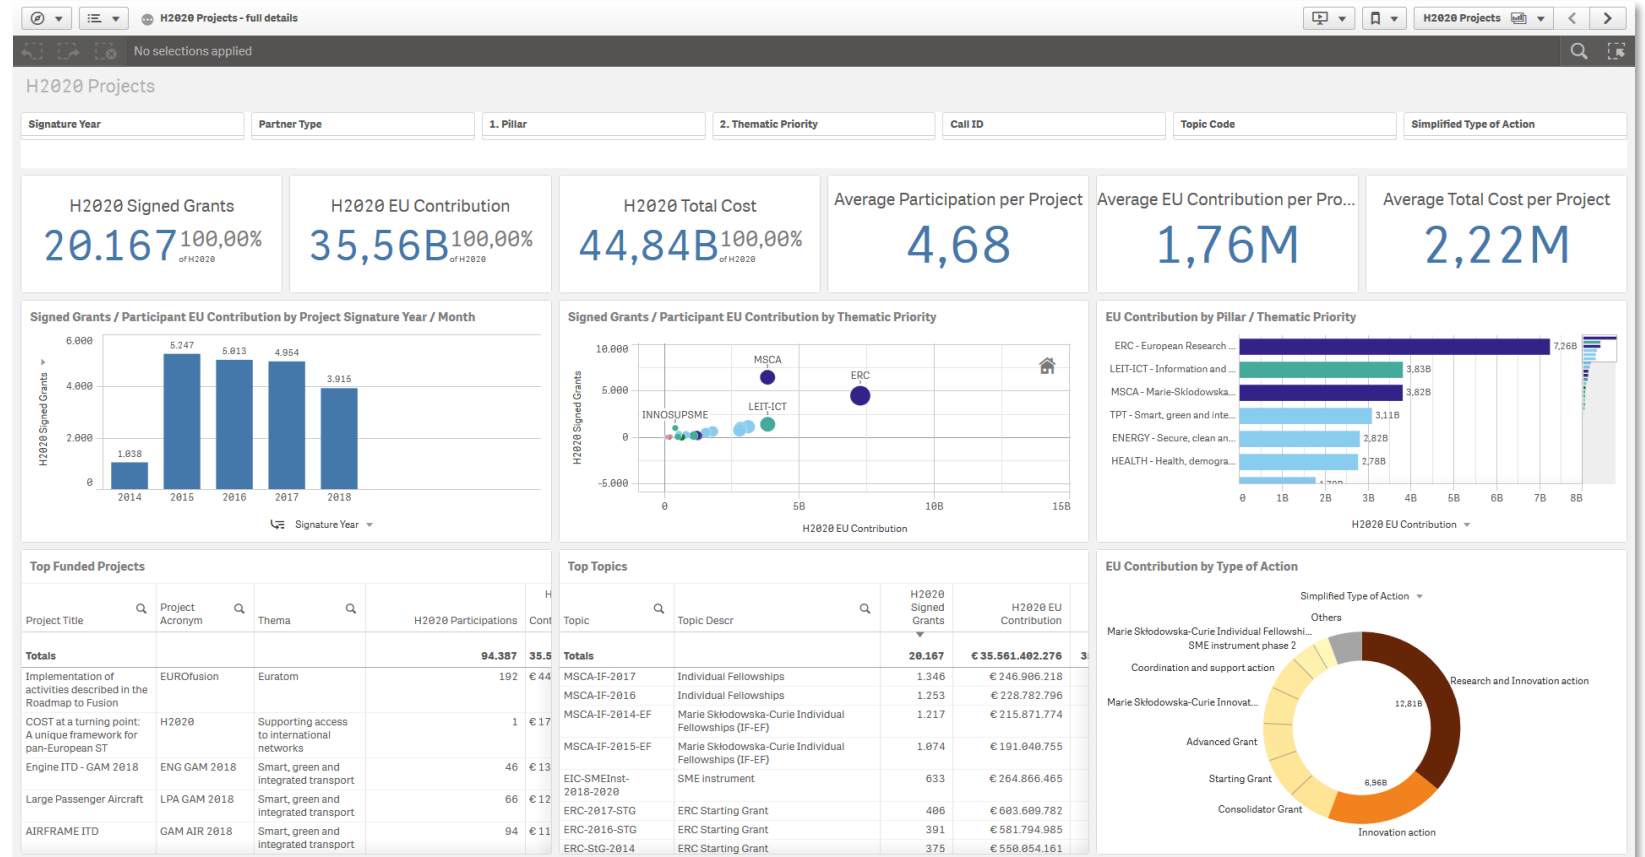 H2020 Projects - full details
H2020 Projects
No selections applied
H2020 Projects
Signature Year
Partner Type
1. Pillar
2. Thematic Priority
Call ID
Topic Code
Simplified Type of Action
H2020 Signed Grants
20.167 100,00%
of H2020
H2020 EU Contribution
35,56B 100,00%
of H2020
H2020 Total Cost
44,84B 100,00%
of H2020
Average Participation per Project
4,68
Average EU Contribution per Pro...
1,76M
Average Total Cost per Project
2,22M
Signed Grants / Participant EU Contribution by Project Signature Year / Month
H2020 Signed Grants
6.000
4.000
2.000
0
1.038
5.247
5.013
4.954
3.915
2014
2015
2016
2017
2018
Signature Year
Signed Grants / Participant EU Contribution by Thematic Priority
H2020 Signed Grants
10.000
5.000
0
-5.000
MSCA
ERC
LEIT-ICT
INNOSUPSME
0
5B
10B
15B
H2020 EU Contribution
EU Contribution by Pillar / Thematic Priority
ERC - European Research ...
7,26B
LEIT-ICT - Information and ...
3,83B
MSCA - Marie-Sklodowska...
3,82B
TPT - Smart, green and inte...
3,11B
ENERGY - Secure, clean an...
2,82B
HEALTH - Health, demogra...
2,78B
0
1B
2B
3B
4B
5B
6B
7B
8B
H2020 EU Contribution
Top Funded Projects
Project Title
Project
Acronym
Thema
H2020 Participations
H
Cont
Totals
94.387
35.5
Implementation of
activities described in the
Roadmap to Fusion
EUROfusion
Euratom
192
€ 44
COST at a turning point:
A unique framework for
pan-European ST
H2020
Supporting access
to international
networks
1
€ 17
Engine ITD - GAM 2018
ENG GAM 2018
Smart, green and
integrated transport
46
€ 13
Large Passenger Aircraft
LPA GAM 2018
Smart, green and
integrated transport
66
€ 12
AIRFRAME ITD
GAM AIR 2018
Smart, green and
integrated transport
94
€ 11
Top Topics
Topic
Topic Descr
H2020
Signed
Grants
H2020 EU
Contribution
Totals
20.167
€ 35.561.402.276
3
MSCA-IF-2017
Individual Fellowships
1.346
€ 246.906.218
MSCA-IF-2016
Individual Fellowships
1.253
€ 228.782.796
MSCA-IF-2014-EF
Marie Skłodowska-Curie Individual
Fellowships (IF-EF)
1.217
€ 215.871.774
MSCA-IF-2015-EF
Marie Skłodowska-Curie Individual
Fellowships (IF-EF)
1.074
€ 191.040.755
EIC-SMEInst-
2018-2020
SME instrument
633
€ 264.866.465
ERC-2017-STG
ERC Starting Grant
406
€ 603.609.782
ERC-2016-STG
ERC Starting Grant
391
€ 581.794.985
ERC-StG-2014
ERC Starting Grant
375
€ 550.054.161
EU Contribution by Type of Action
Simplified Type of Action
Others
Marie Skłodowska-Curie Individual Fellowshi...
SME instrument phase 2
Coordination and support action
Marie Skłodowska-Curie Innovat...
Advanced Grant
Starting Grant
Consolidator Grant
Innovation action
Research and Innovation action
12,81B
6,96B